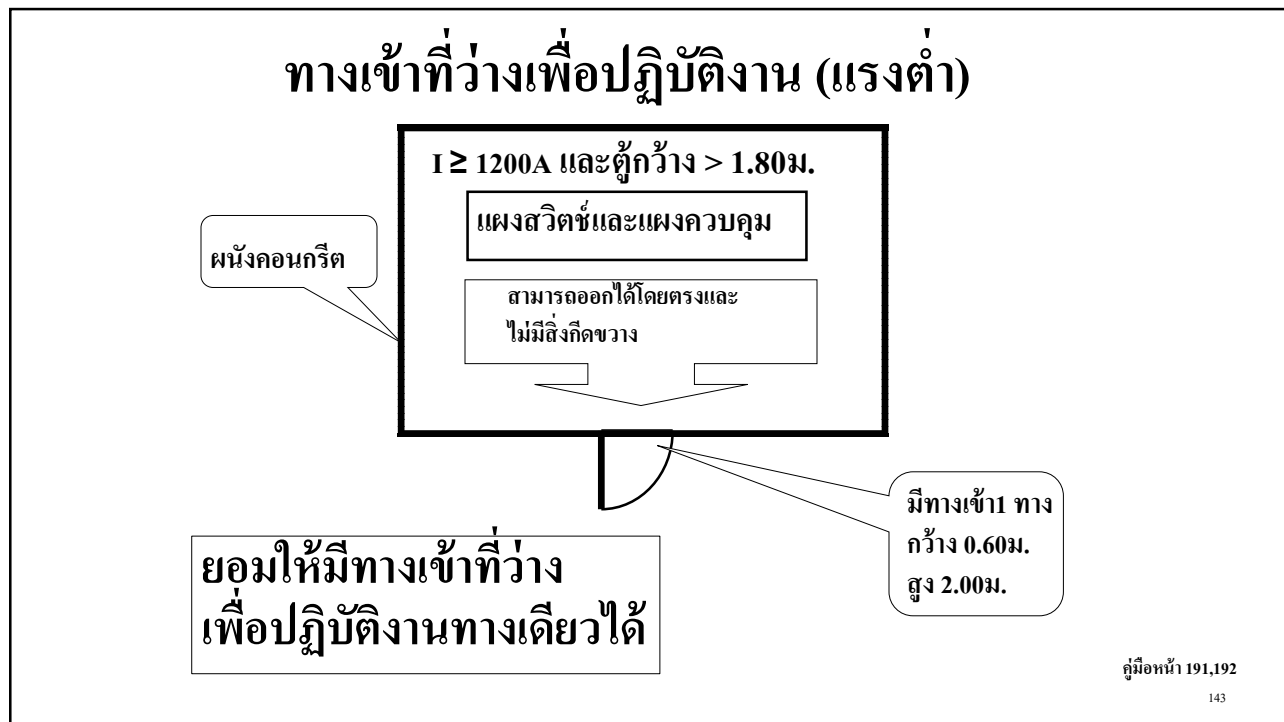 ทางเข้าที่ว่างเพื่อปฏิบัติงาน (แรงต่ำ)
I ≥ 1200A และตู้กว้าง > 1.80ม.
แผงสวิตช์และแผงควบคุม
ผนังคอนกรีต
สามารถออกได้โดยตรงและ
ไม่มีสิ่งกีดขวาง
มีทางเข้า1 ทาง
กว้าง 0.60ม.
สูง 2.00ม.
ยอมให้มีทางเข้าที่ว่าง
เพื่อปฏิบัติงานทางเดียวได้
คู่มือหน้า 191,192
143